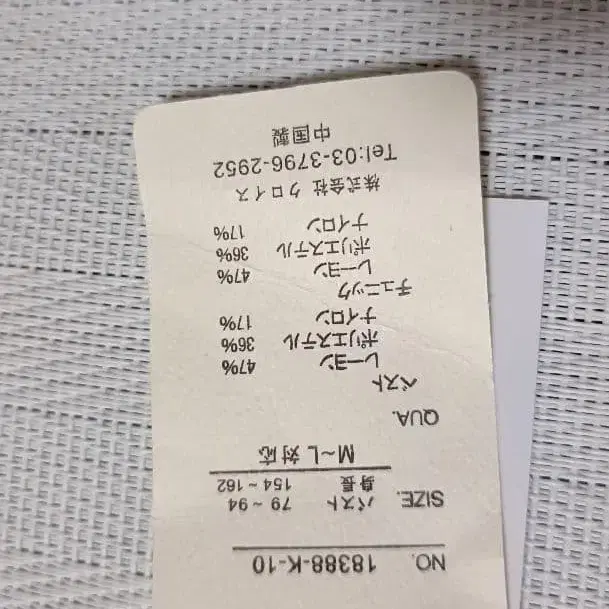 NO. 18388-K-10
SIZE. バスト 79～94
身長 154～162
M～L 対応
QUA.
ベスト
レーヨン 47%
ポリエステル 36%
ナイロン 17%
チュニック
レーヨン 47%
ポリエステル 36%
ナイロン 17%
株式会社 クロイス
Tel:03-3796-2952
中国製